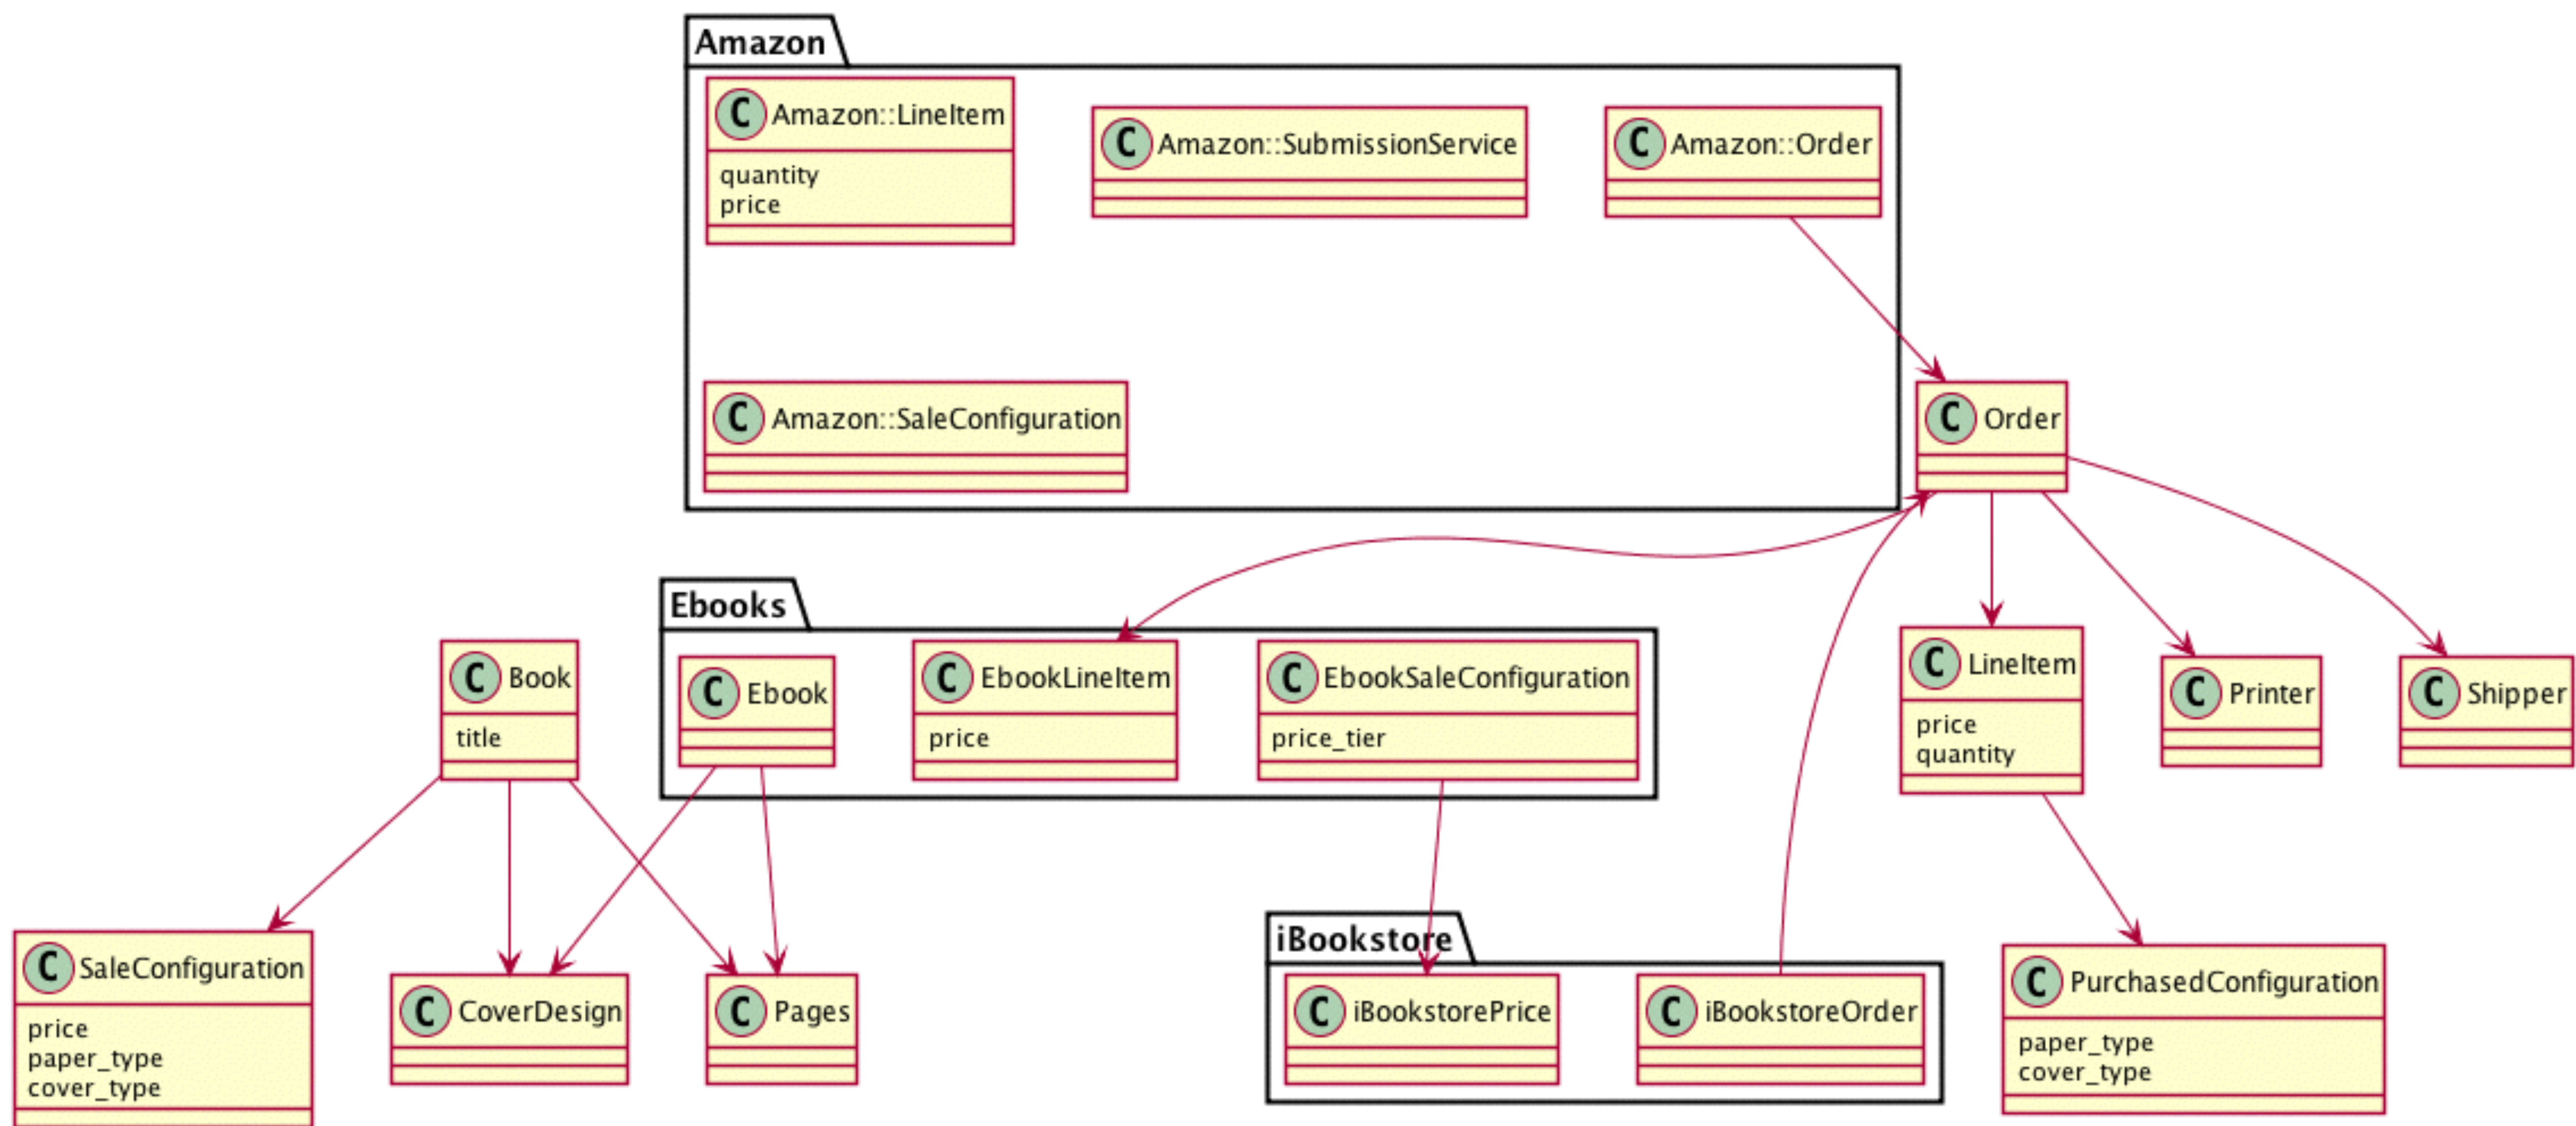 Amazon
C Amazon::LineItem
quantity
price
C Amazon::SubmissionService
C Amazon::Order
C Amazon::SaleConfiguration
C Order
Ebooks
C Book
title
C Ebook
C EbookLineItem
price
C EbookSaleConfiguration
price_tier
C LineItem
price
quantity
C Printer
C Shipper
C SaleConfiguration
price
paper_type
cover_type
C CoverDesign
C Pages
iBookstore
C iBookstorePrice
C iBookstoreOrder
C PurchasedConfiguration
paper_type
cover_type